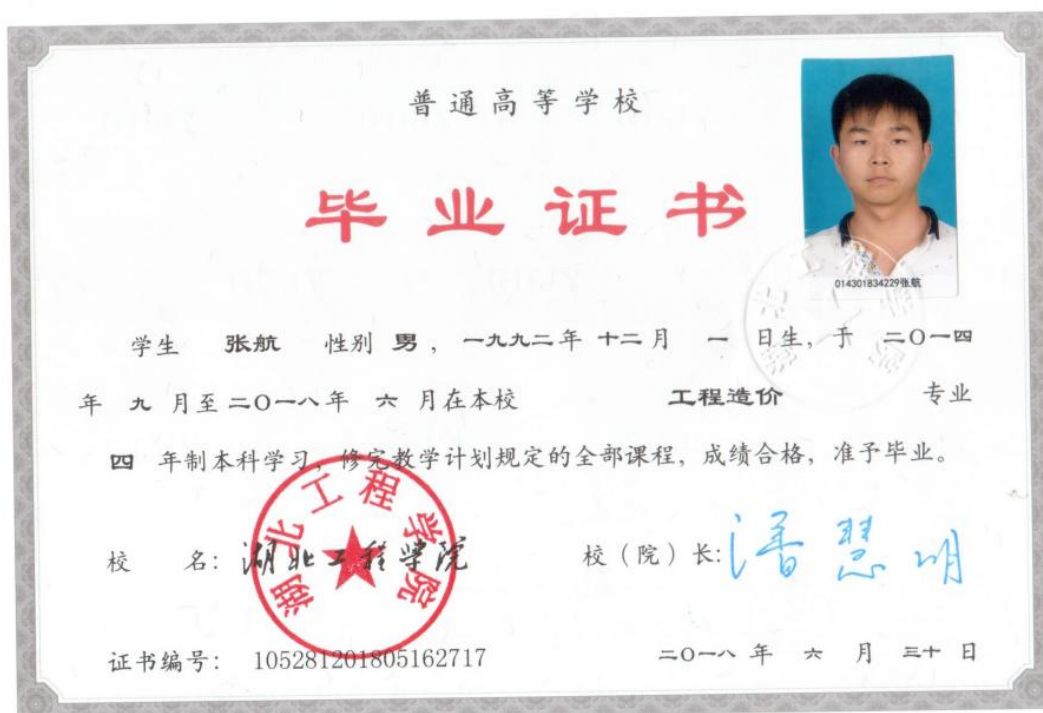 普通高等学校
毕业证书
014301834229张航
学生 张航 性别 男，一九九二年 十二月 一 日生，于 二〇一四
年 九 月至二〇一八年 六 月在本校 工程造价 专业
四 年制本科学习，修完教学计划规定的全部课程，成绩合格，准予毕业。
湖北工程学院
校 名：湖北工程学院 校（院）长：潘慧明
证书编号：105281201805162717 二〇一八 年 六 月 三十 日